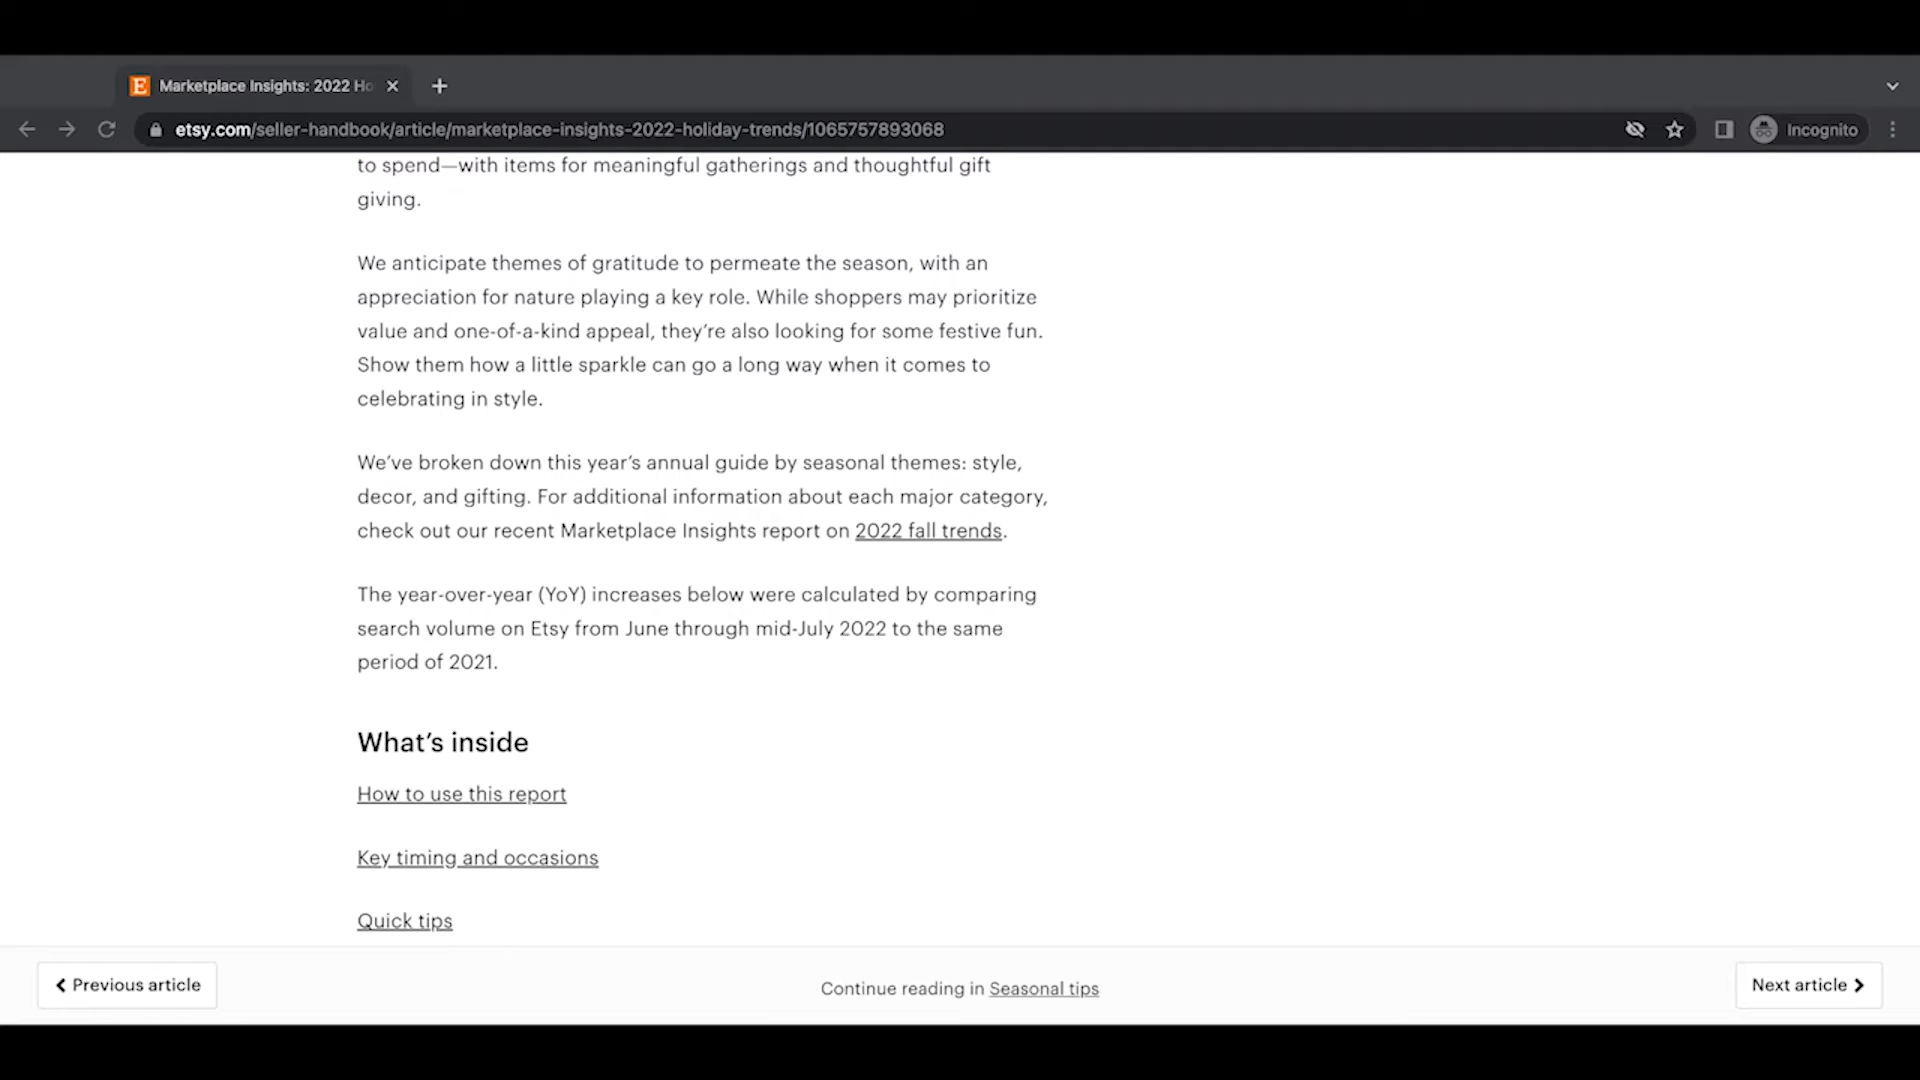 Marketplace Insights: 2022 Ho
etsy.com/seller-handbook/article/marketplace-insights-2022-holiday-trends/1065757893068
Incognito
to spend—with items for meaningful gatherings and thoughtful gift
giving.
We anticipate themes of gratitude to permeate the season, with an
appreciation for nature playing a key role. While shoppers may prioritize
value and one-of-a-kind appeal, they’re also looking for some festive fun.
Show them how a little sparkle can go a long way when it comes to
celebrating in style.
We’ve broken down this year’s annual guide by seasonal themes: style,
decor, and gifting. For additional information about each major category,
check out our recent Marketplace Insights report on 2022 fall trends.
The year-over-year (YoY) increases below were calculated by comparing
search volume on Etsy from June through mid-July 2022 to the same
period of 2021.
What’s inside
How to use this report
Key timing and occasions
Quick tips
Previous article
Continue reading in Seasonal tips
Next article